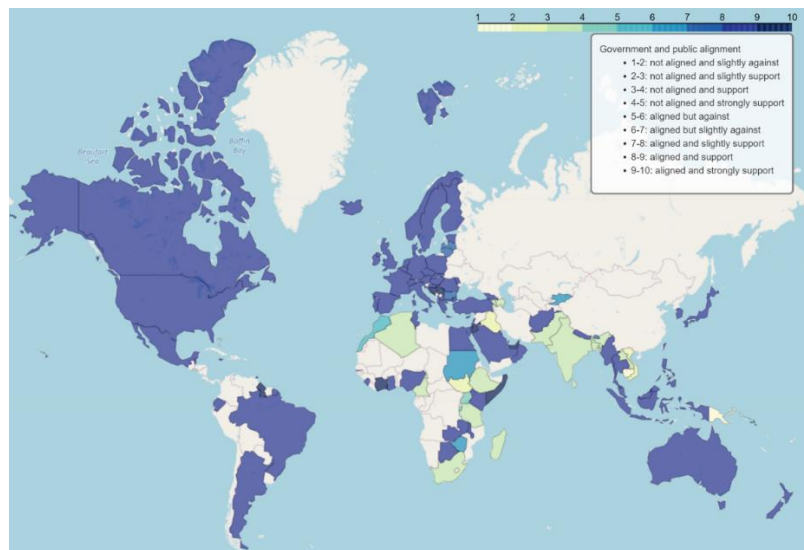 1 2 3 4 5 6 7 8 9 10
Government and public alignment
• 1-2: not aligned and slightly against
• 2-3: not aligned and slightly support
• 3-4: not aligned and support
• 4-5: not aligned and strongly support
• 5-6: aligned but against
• 6-7: aligned but slightly against
• 7-8: aligned and slightly support
• 8-9: aligned and support
• 9-10: aligned and strongly support
Beaufort
Sea
Baffin
Bay